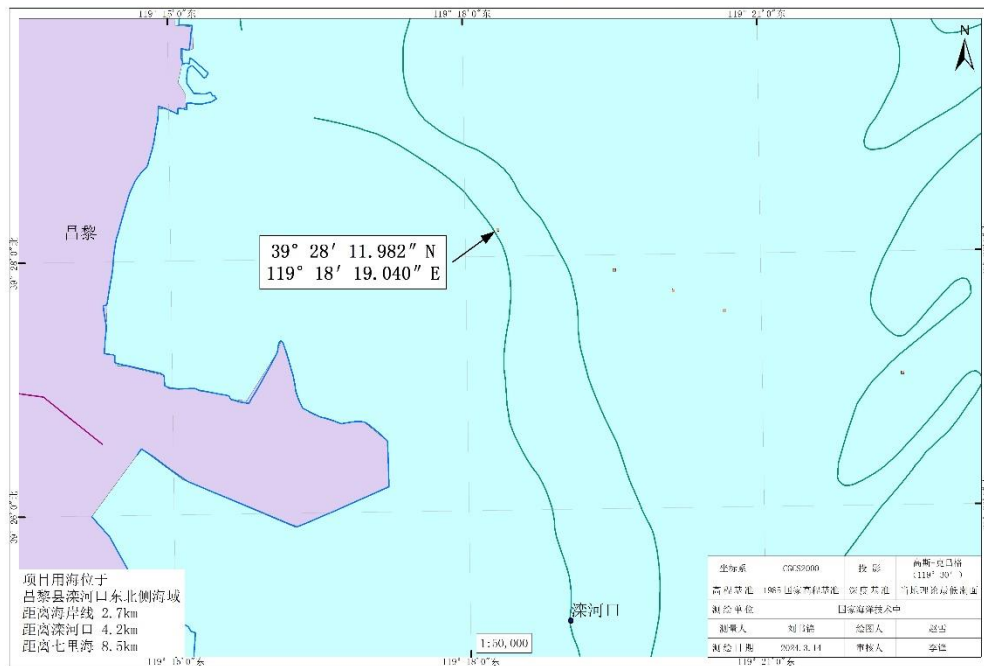 119° 15′ 0″东
119° 18′ 0″东
119° 21′ 0″东
N
昌黎
39° 28′ 11.982″ N
119° 18′ 19.040″ E
39° 28′ 0″北
39° 26′ 0″北
滦河口
项目用海位于
昌黎县滦河口东北侧海域
距离海岸线 2.7km
距离滦河口 4.2km
距离七里海 8.5km
1:50,000
坐标系 CGCS2000 投 影 高斯-克吕格
(119° 30′)
高程基准 1985国家高程基准 深度基准 当地理论最低潮面
测绘单位 国家海洋技术中
测量人 绘图人 赵雪
测绘日期 2024.3.14 审核人
119° 15′ 0″东
119° 18′ 0″东
119° 21′ 0″东